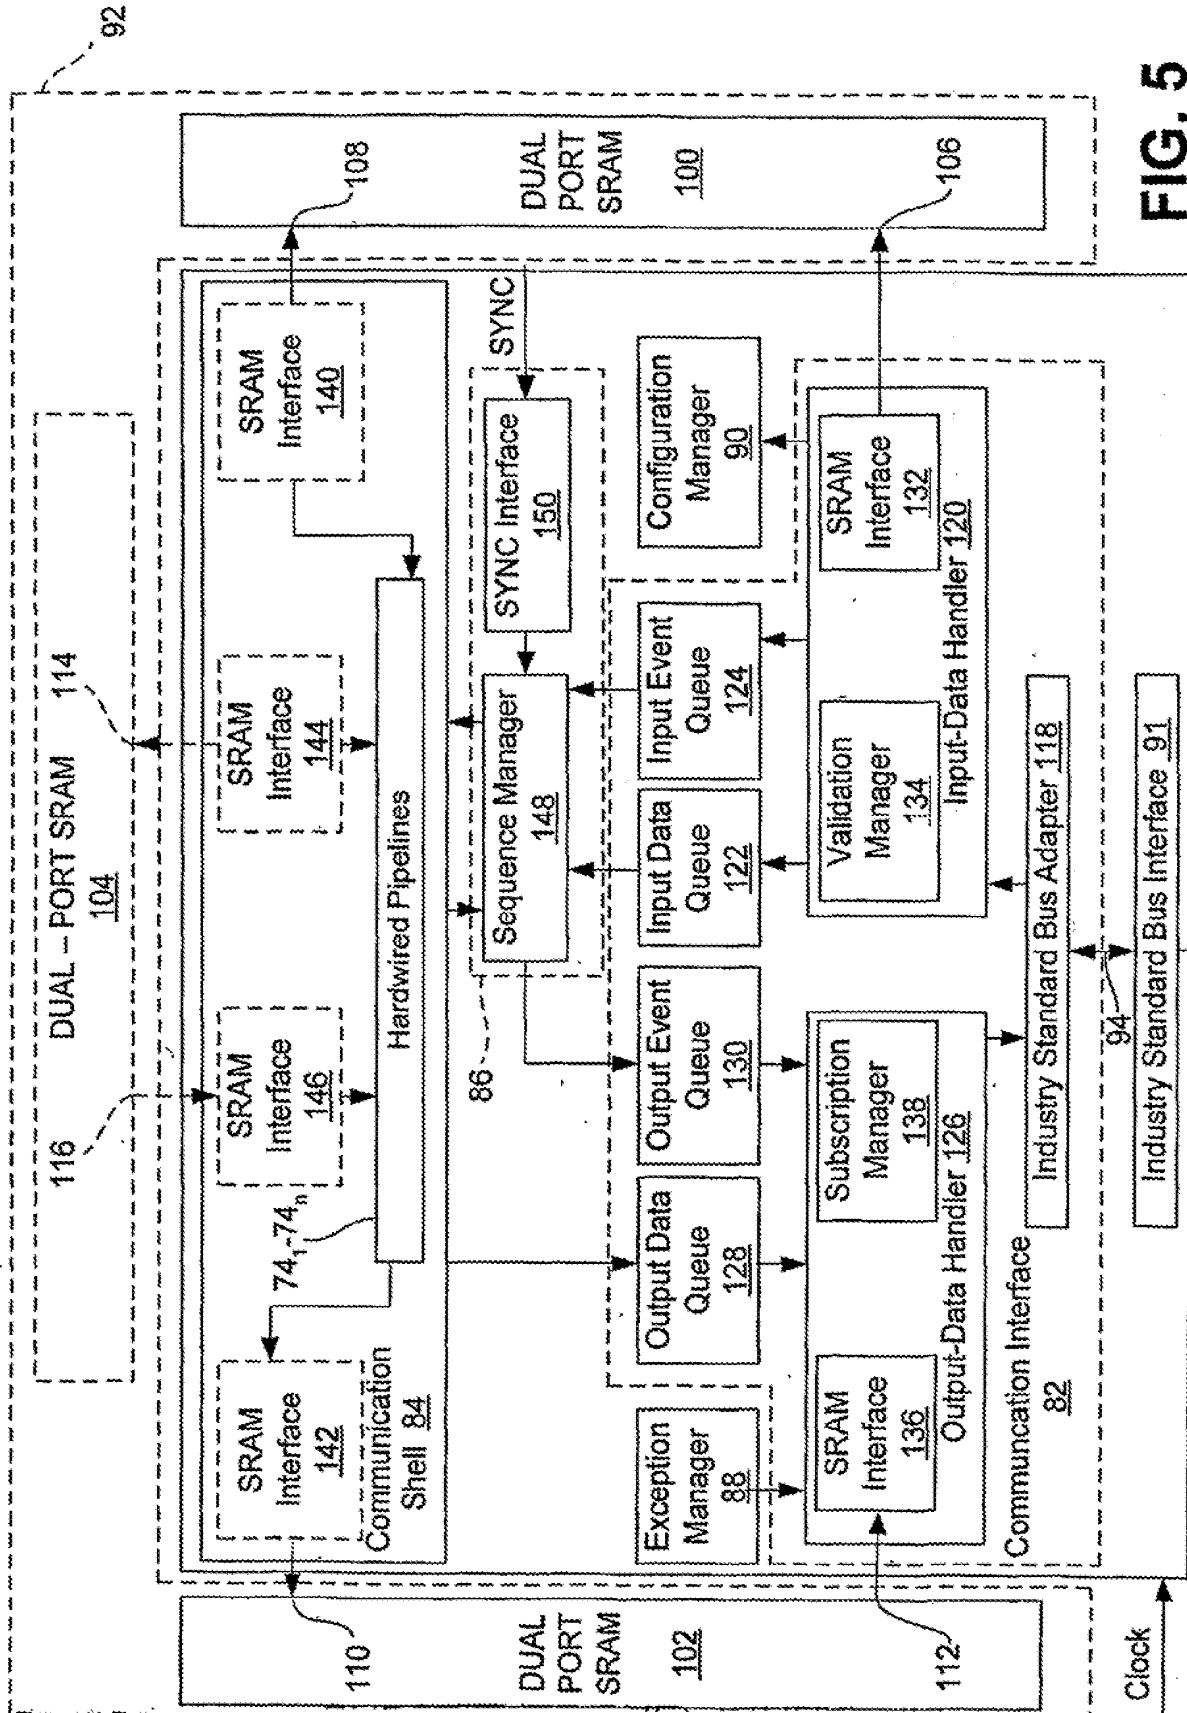 92
DUAL – PORT SRAM
104
116
114
DUAL
PORT
SRAM
102
110
112
SRAM
Interface
142
SRAM
Interface
146
SRAM
Interface
144
SRAM
Interface
140
74₁-74ₙ
Hardwired Pipelines
Communication
Shell 84
108
DUAL
PORT
SRAM
100
106
86
Sequence Manager
148
SYNC Interface
150
SYNC
Exception
Manager
88
Output Data
Queue
128
Output Event
Queue
130
Input Data
Queue
122
Input Event
Queue
124
Configuration
Manager
90
SRAM
Interface
136
Subscription
Manager
138
Output-Data Handler 126
Validation
Manager
134
SRAM
Interface
132
Input-Data Handler 120
Communcation Interface
82
Industry Standard Bus Adapter 118
94
Industry Standard Bus Interface 91
Clock
FIG. 5